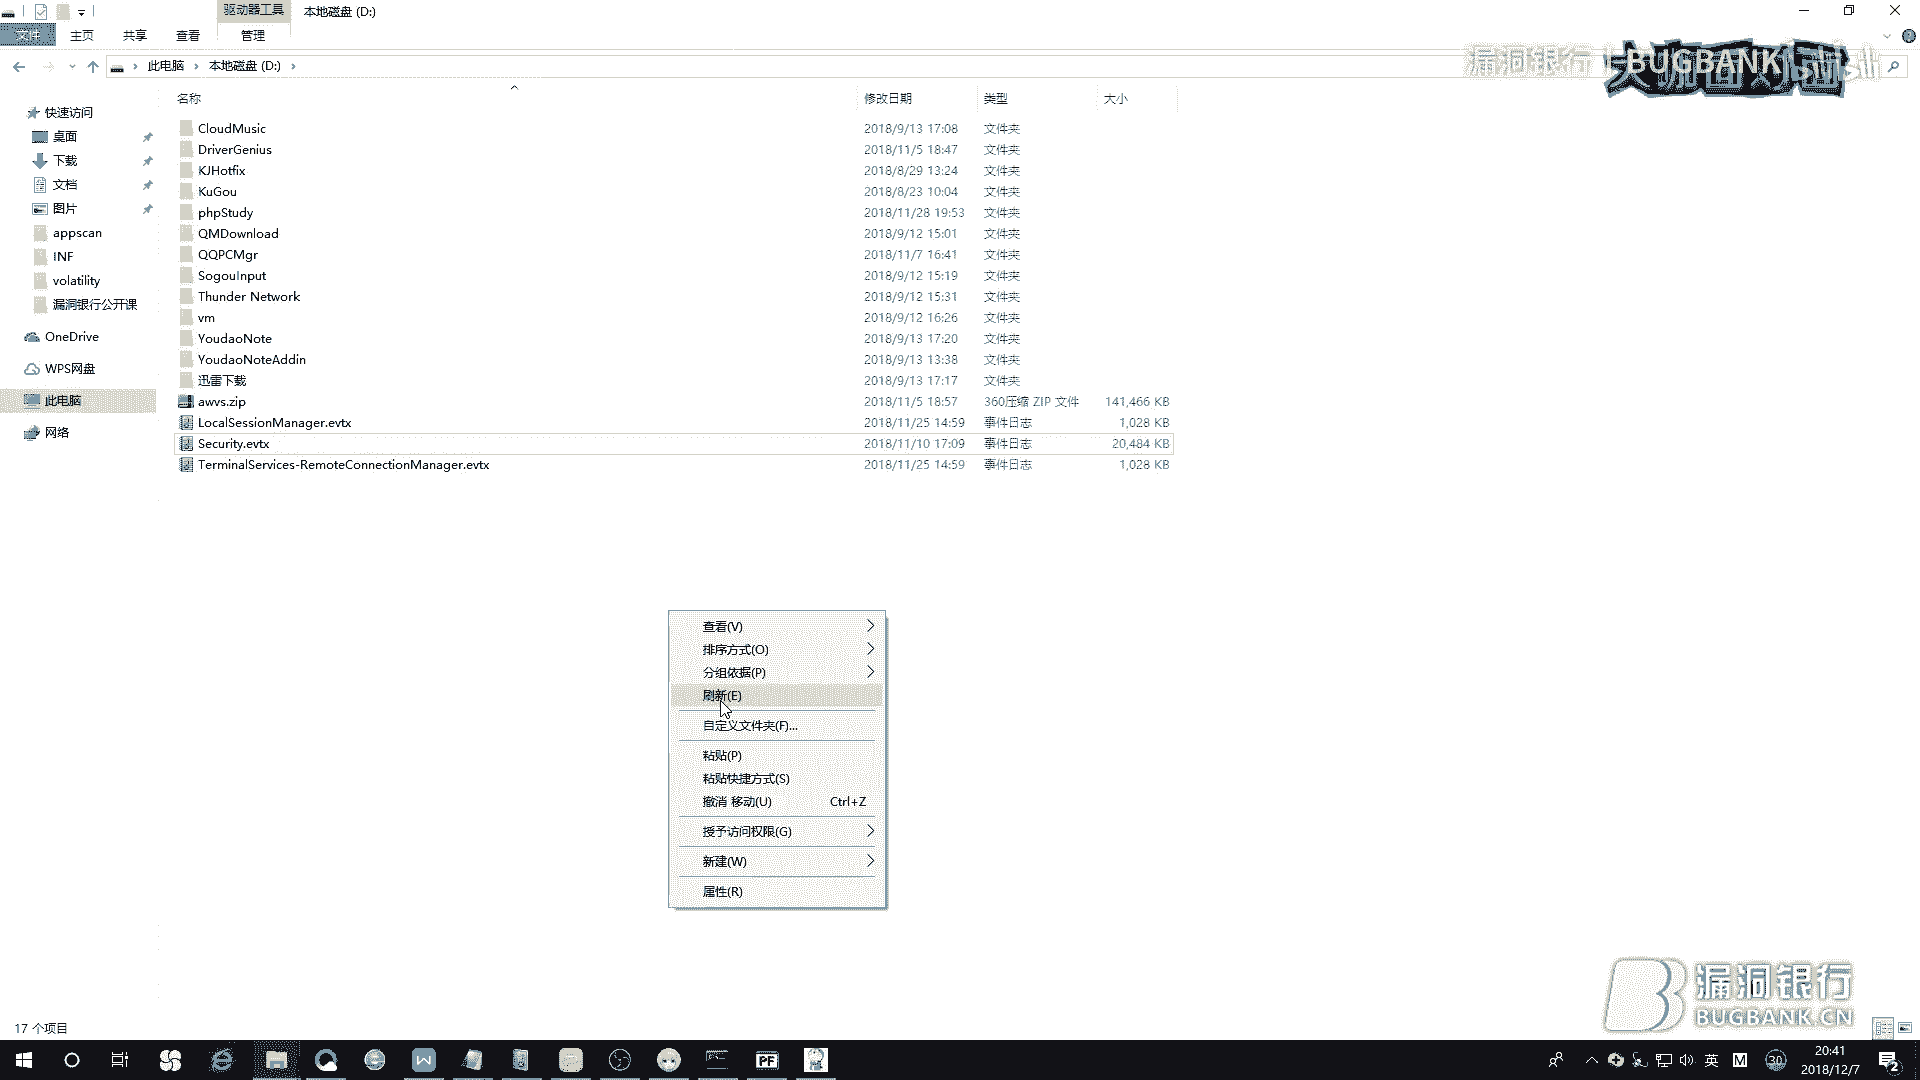 驱动器工具 本地磁盘 (D:)
文件 主页 共享 查看 管理
此电脑 本地磁盘 (D:)
漏洞银行 BUGBANK
名称 修改日期 类型 大小
快速访问
桌面
下载
文档
图片
appscan
INF
volatility
漏洞银行公开课
OneDrive
WPS网盘
此电脑
网络
CloudMusic 2018/9/13 17:08 文件夹
DriverGenius 2018/11/5 18:47 文件夹
KJHotfix 2018/8/29 13:24 文件夹
KuGou 2018/8/23 10:04 文件夹
phpStudy 2018/11/28 19:53 文件夹
QMDownload 2018/9/12 15:01 文件夹
QQPCMgr 2018/11/7 16:41 文件夹
SogouInput 2018/9/12 15:19 文件夹
Thunder Network 2018/9/12 15:31 文件夹
vm 2018/9/12 16:26 文件夹
YoudaoNote 2018/9/13 17:20 文件夹
YoudaoNoteAddin 2018/9/13 13:38 文件夹
迅雷下载 2018/9/13 17:17 文件夹
awvs.zip 2018/11/5 18:57 360压缩 ZIP 文件 141,466 KB
LocalSessionManager.evtx 2018/11/25 14:59 事件日志 1,028 KB
Security.evtx 2018/11/10 17:09 事件日志 20,484 KB
TerminalServices-RemoteConnectionManager.evtx 2018/11/25 14:59 事件日志 1,028 KB
查看(V)
排序方式(O)
分组依据(P)
刷新(E)
自定义文件夹(F)...
粘贴(P)
粘贴快捷方式(S)
撤消 移动(U) Ctrl+Z
授予访问权限(G)
新建(W)
属性(R)
漏洞银行
BUGBANK.CN
17 个项目
PF
英 M 30
20:41
2018/12/7
2